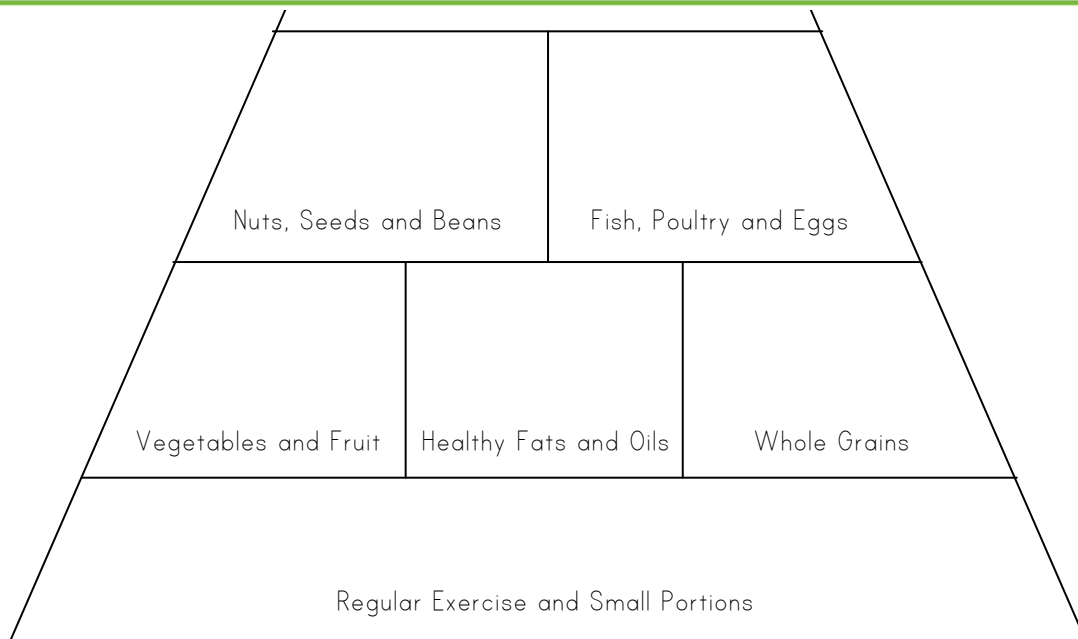 Nuts, Seeds and Beans
Fish, Poultry and Eggs
Vegetables and Fruit
Healthy Fats and Oils
Whole Grains
Regular Exercise and Small Portions